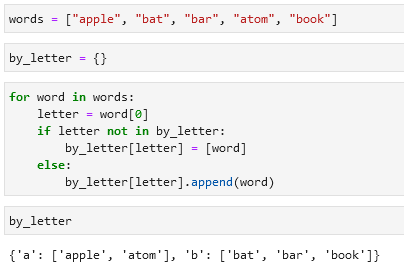 words = ["apple", "bat", "bar", "atom", "book"]
by_letter = {}
for word in words:
    letter = word[0]
    if letter not in by_letter:
        by_letter[letter] = [word]
    else:
        by_letter[letter].append(word)
by_letter
{'a': ['apple', 'atom'], 'b': ['bat', 'bar', 'book']}